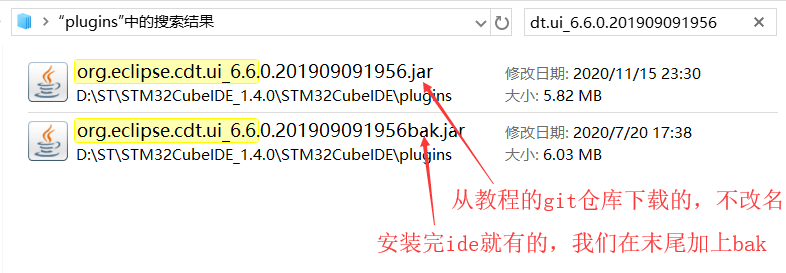 “plugins”中的搜索结果
dt.ui_6.6.0.201909091956
org.eclipse.cdt.ui_6.6.0.201909091956.jar
修改日期: 2020/11/15 23:30
D:\ST\STM32CubeIDE_1.4.0\STM32CubeIDE\plugins
大小: 5.82 MB
org.eclipse.cdt.ui_6.6.0.201909091956bak.jar
修改日期: 2020/7/20 17:38
D:\ST\STM32CubeIDE_1.4.0\STM32CubeIDE\plugins
大小: 6.03 MB
从教程的git仓库下载的，不改名
安装完ide就有的，我们在末尾加上bak